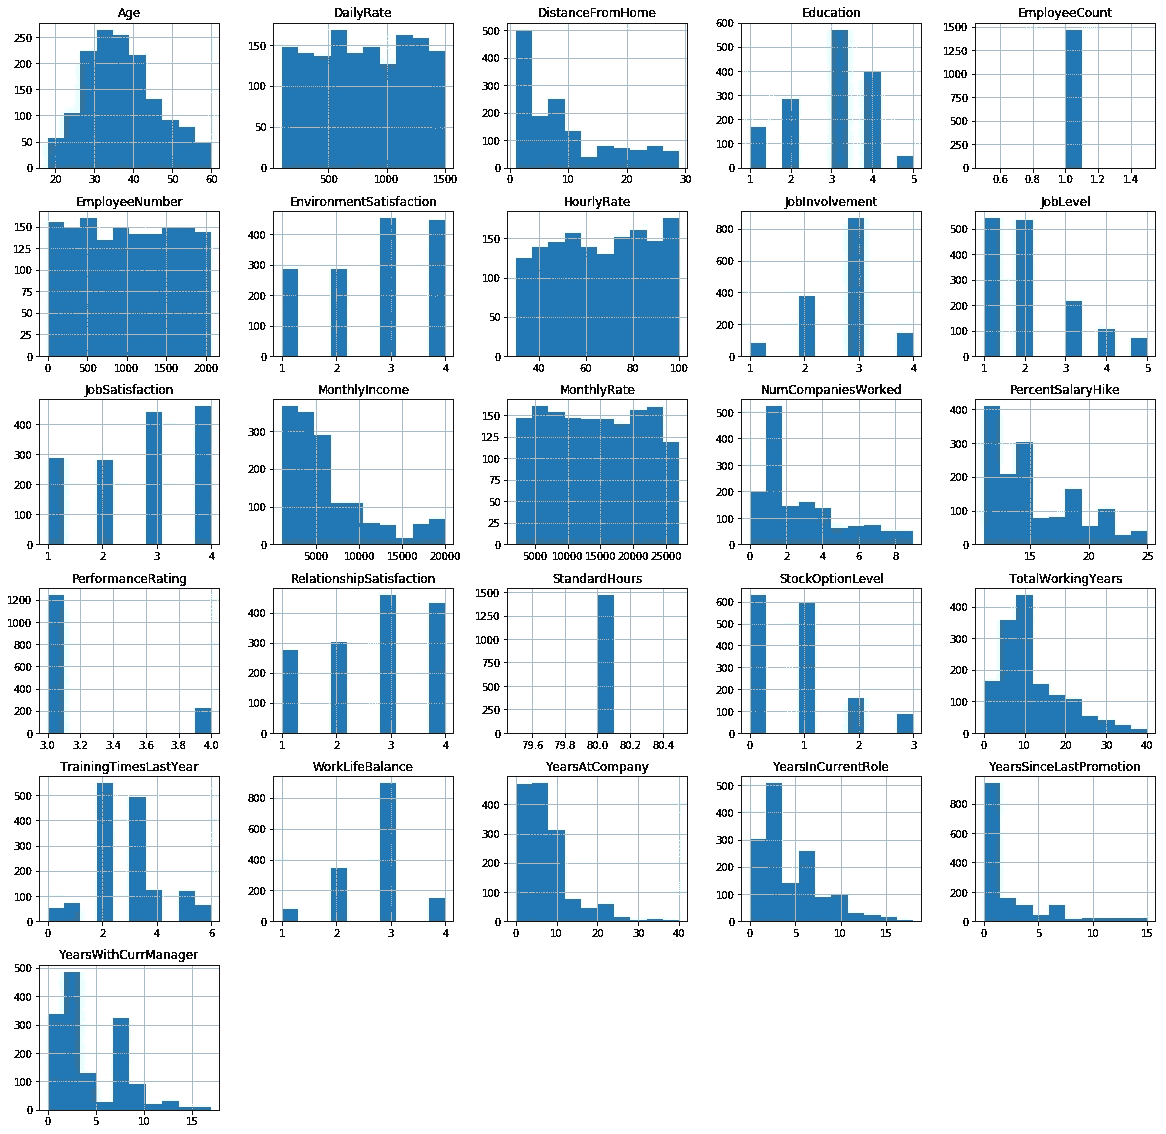 Age
250
200
150
100
50
0
20 30 40 50 60
DailyRate
150
100
50
0
500 1000 1500
DistanceFromHome
500
400
300
200
100
0
0 10 20 30
Education
600
500
400
300
200
100
0
1 2 3 4 5
EmployeeCount
1500
1250
1000
750
500
250
0
0.6 0.8 1.0 1.2 1.4
EmployeeNumber
150
125
100
75
50
25
0
0 500 1000 1500 2000
EnvironmentSatisfaction
400
300
200
100
0
1 2 3 4
HourlyRate
150
100
50
0
40 60 80 100
JobInvolvement
800
600
400
200
0
1 2 3 4
JobLevel
500
400
300
200
100
0
1 2 3 4 5
JobSatisfaction
400
300
200
100
0
1 2 3 4
MonthlyIncome
300
200
100
0
5000 10000 15000 20000
MonthlyRate
150
125
100
75
50
25
0
5000 10000 15000 20000 25000
NumCompaniesWorked
500
400
300
200
100
0
0 2 4 6 8
PercentSalaryHike
400
300
200
100
0
15 20 25
PerformanceRating
1200
1000
800
600
400
200
0
3.0 3.2 3.4 3.6 3.8 4.0
RelationshipSatisfaction
400
300
200
100
0
1 2 3 4
StandardHours
1500
1250
1000
750
500
250
0
79.6 79.8 80.0 80.2 80.4
StockOptionLevel
600
500
400
300
200
100
0
0 1 2 3
TotalWorkingYears
400
300
200
100
0
0 10 20 30 40
TrainingTimesLastYear
500
400
300
200
100
0
0 2 4 6
WorkLifeBalance
800
600
400
200
0
1 2 3 4
YearsAtCompany
400
300
200
100
0
0 10 20 30 40
YearsInCurrentRole
500
400
300
200
100
0
0 5 10 15
YearsSinceLastPromotion
800
600
400
200
0
0 5 10 15
YearsWithCurrManager
500
400
300
200
100
0
0 5 10 15